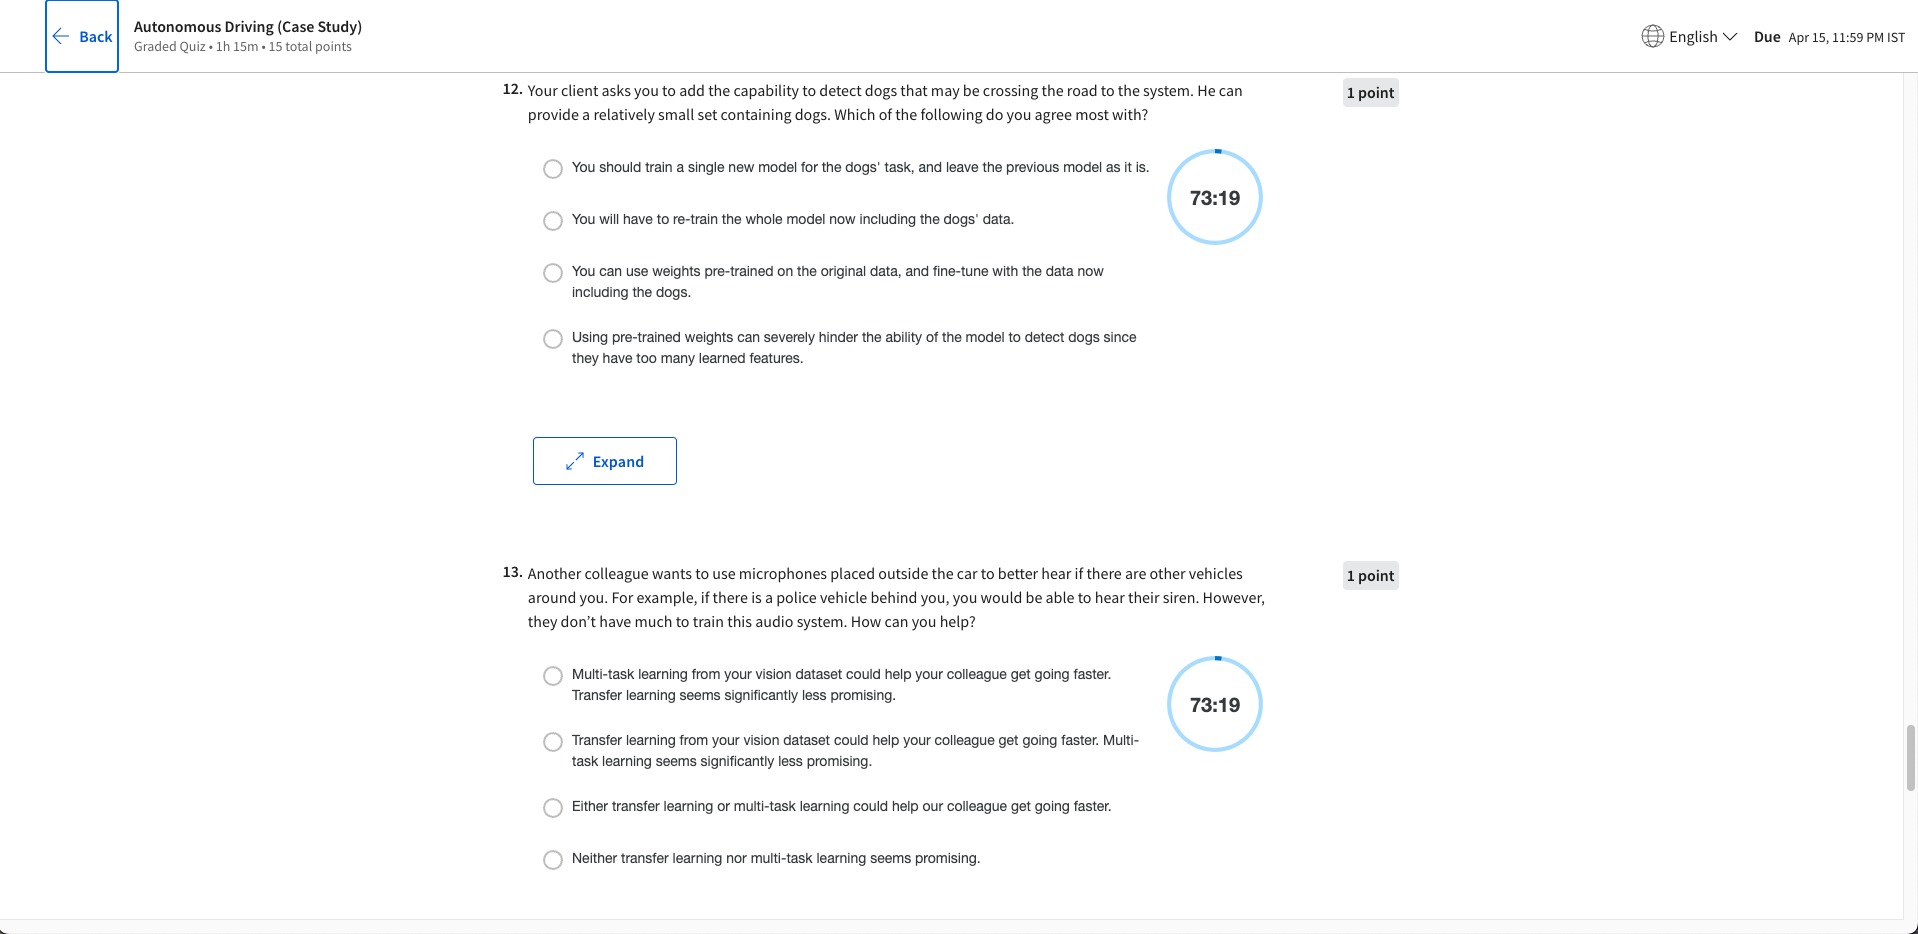 Back
Autonomous Driving (Case Study)
Graded Quiz • 1h 15m • 15 total points
English
Due Apr 15, 11:59 PM IST
12. Your client asks you to add the capability to detect dogs that may be crossing the road to the system. He can
provide a relatively small set containing dogs. Which of the following do you agree most with?
1 point
You should train a single new model for the dogs' task, and leave the previous model as it is.
You will have to re-train the whole model now including the dogs' data.
You can use weights pre-trained on the original data, and fine-tune with the data now
including the dogs.
Using pre-trained weights can severely hinder the ability of the model to detect dogs since
they have too many learned features.
73:19
Expand
13. Another colleague wants to use microphones placed outside the car to better hear if there are other vehicles
around you. For example, if there is a police vehicle behind you, you would be able to hear their siren. However,
they don’t have much to train this audio system. How can you help?
1 point
Multi-task learning from your vision dataset could help your colleague get going faster.
Transfer learning seems significantly less promising.
Transfer learning from your vision dataset could help your colleague get going faster. Multi-
task learning seems significantly less promising.
Either transfer learning or multi-task learning could help our colleague get going faster.
Neither transfer learning nor multi-task learning seems promising.
73:19